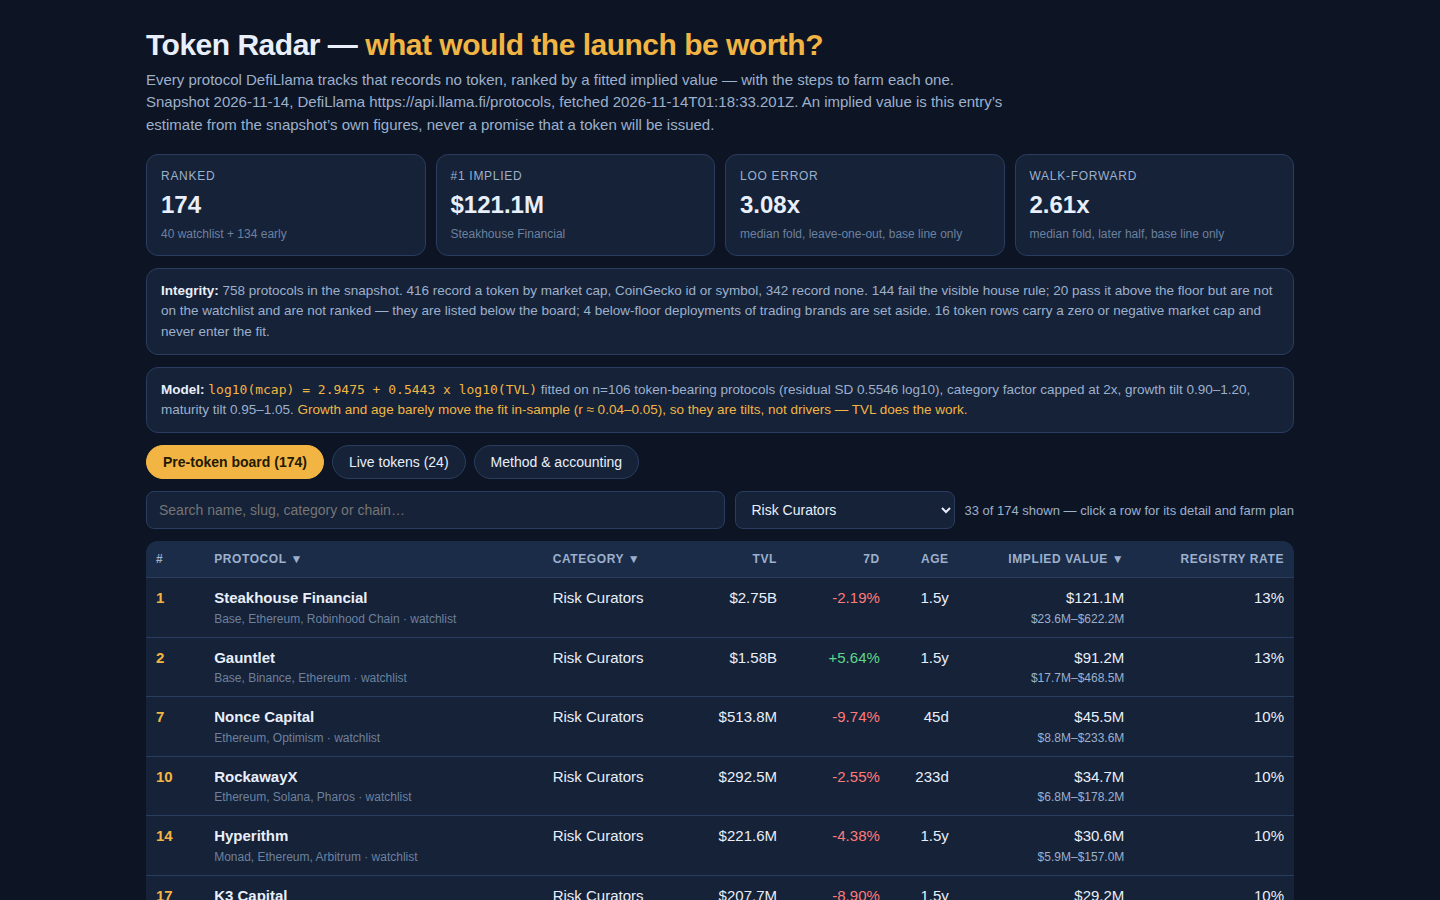 Token Radar — what would the launch be worth?
Every protocol DefiLlama tracks that records no token, ranked by a fitted implied value — with the steps to farm each one.
Snapshot 2026-11-14, DefiLlama https://api.llama.fi/protocols, fetched 2026-11-14T01:18:33.201Z. An implied value is this entry's
estimate from the snapshot's own figures, never a promise that a token will be issued.
RANKED
174
40 watchlist + 134 early
#1 IMPLIED
$121.1M
Steakhouse Financial
LOO ERROR
3.08x
median fold, leave-one-out, base line only
WALK-FORWARD
2.61x
median fold, later half, base line only
Integrity: 758 protocols in the snapshot. 416 record a token by market cap, CoinGecko id or symbol, 342 record none. 144 fail the visible house rule; 20 pass it above the floor but are not
on the watchlist and are not ranked — they are listed below the board; 4 below-floor deployments of trading brands are set aside. 16 token rows carry a zero or negative market cap and
never enter the fit.
Model: log10(mcap) = 2.9475 + 0.5443 x log10(TVL) fitted on n=106 token-bearing protocols (residual SD 0.5546 log10), category factor capped at 2x, growth tilt 0.90–1.20,
maturity tilt 0.95–1.05. Growth and age barely move the fit in-sample (r ≈ 0.04–0.05), so they are tilts, not drivers — TVL does the work.
Pre-token board (174) Live tokens (24) Method & accounting
Search name, slug, category or chain… Risk Curators 33 of 174 shown — click a row for its detail and farm plan
# PROTOCOL ▼ CATEGORY ▼ TVL 7D AGE IMPLIED VALUE ▼ REGISTRY RATE
1 Steakhouse Financial Risk Curators $2.75B -2.19% 1.5y $121.1M 13%
Base, Ethereum, Robinhood Chain · watchlist $23.6M–$622.2M
2 Gauntlet Risk Curators $1.58B +5.64% 1.5y $91.2M 13%
Base, Binance, Ethereum · watchlist $17.7M–$468.5M
7 Nonce Capital Risk Curators $513.8M -9.74% 45d $45.5M 10%
Ethereum, Optimism · watchlist $8.8M–$233.6M
10 RockawayX Risk Curators $292.5M -2.55% 233d $34.7M 10%
Ethereum, Solana, Pharos · watchlist $6.8M–$178.2M
14 Hyperithm Risk Curators $221.6M -4.38% 1.5y $30.6M 10%
Monad, Ethereum, Arbitrum · watchlist $5.9M–$157.0M
17 K3 Capital Risk Curators $207.7M -8.90% 1.5y $29.2M 10%